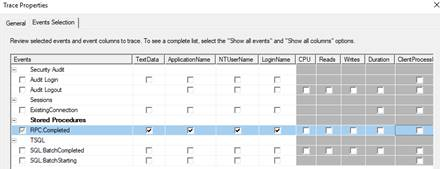 Trace Properties
General Events Selection
Review selected events and event columns to trace. To see a complete list, select the "Show all events" and "Show all columns" options.
Events TextData ApplicationName NTUserName LoginName CPU Reads Writes Duration ClientProcessI
Security Audit
Audit Login
Audit Logout
Sessions
ExistingConnection
Stored Procedures
RPC:Completed
TSQL
SQL:BatchCompleted
SQL:BatchStarting